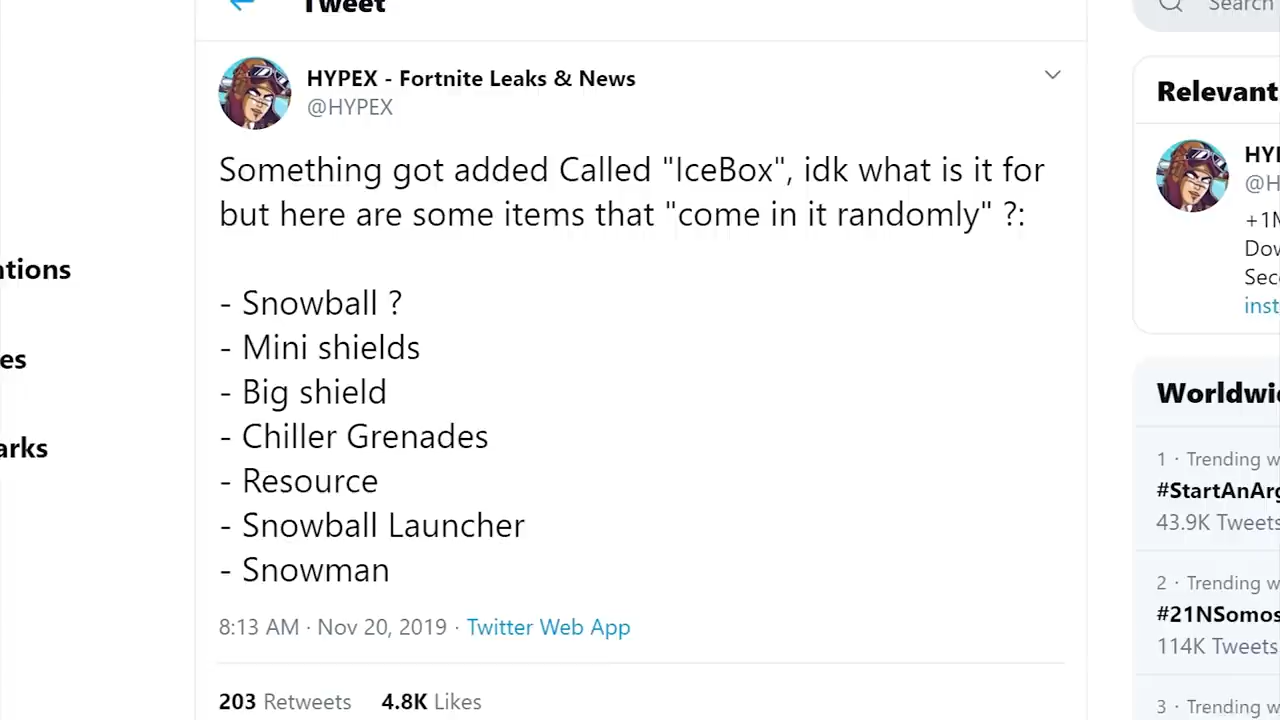 Tweet
Search
HYPEX - Fortnite Leaks & News
@HYPEX
Something got added Called "IceBox", idk what is it for
but here are some items that "come in it randomly" ?:
- Snowball ?
- Mini shields
- Big shield
- Chiller Grenades
- Resource
- Snowball Launcher
- Snowman
8:13 AM · Nov 20, 2019 · Twitter Web App
203 Retweets 4.8K Likes
ations
es
arks
Relevant
HY
@H
+1M
Dov
Sec
inst
Worldwi
1 · Trending w
#StartAnArg
43.9K Tweets
2 · Trending w
#21NSomos
114K Tweets
3 · Trending w